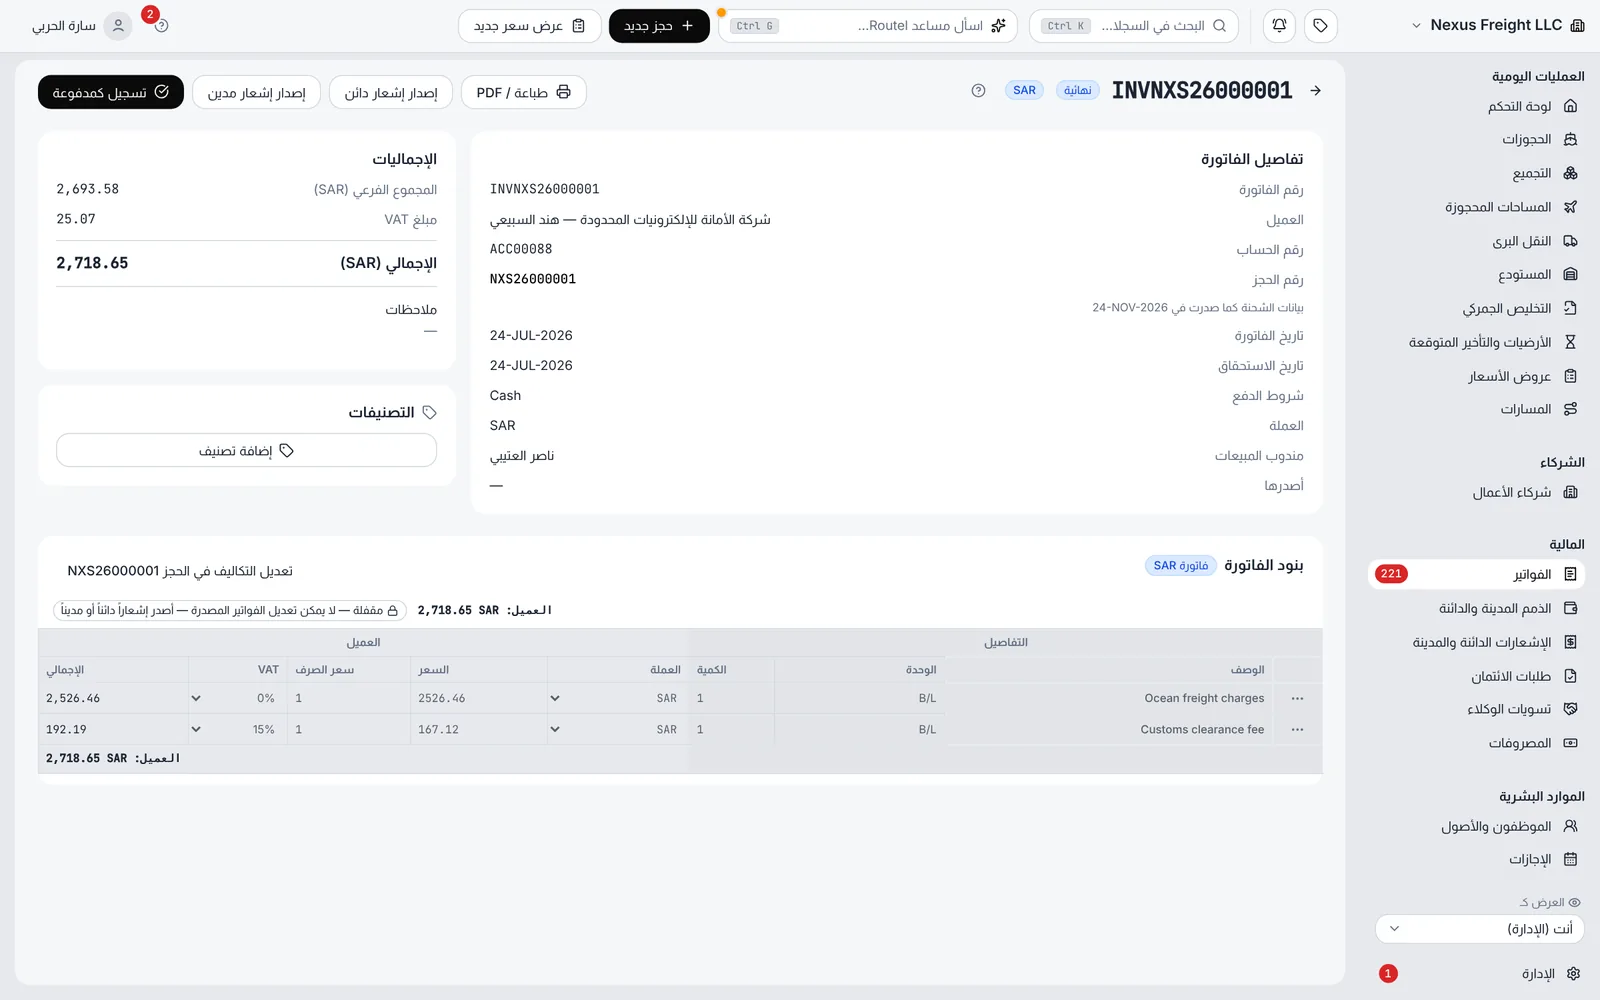 Nexus Freight LLC
البحث في السجلا... Ctrl K
اسأل مساعد Routel... Ctrl G
حجز جديد
عرض سعر جديد
2
سارة الحربي
العمليات اليومية
لوحة التحكم
الحجوزات
التجميع
المساحات المحجوزة
النقل البري
المستودع
التخليص الجمركي
الأرضيات والتأخير المتوقعة
عروض الأسعار
المسارات
الشركاء
شركاء الأعمال
المالية
الفواتير 221
الذمم المدينة والدائنة
الإشعارات الدائنة والمدينة
طلبات الائتمان
تسويات الوكلاء
المصروفات
الموارد البشرية
الموظفون والأصول
الإجازات
العرض كـ
أنت (الإدارة)
الإدارة 1
INVNXS26000001 نهائية SAR
طباعة / PDF
إصدار إشعار دائن
إصدار إشعار مدين
تسجيل كمدفوعة
تفاصيل الفاتورة
رقم الفاتورة INVNXS26000001
العميل شركة الأمانة للإلكترونيات المحدودة — هند السبيعي
رقم الحساب ACC00088
رقم الحجز NXS26000001
بيانات الشحنة كما صدرت في 24-NOV-2026
تاريخ الفاتورة 24-JUL-2026
تاريخ الاستحقاق 24-JUL-2026
شروط الدفع Cash
العملة SAR
مندوب المبيعات ناصر العتيبي
أصدرها —
الإجماليات
المجموع الفرعي (SAR) 2,693.58
مبلغ VAT 25.07
الإجمالي (SAR) 2,718.65
ملاحظات
—
التصنيفات
إضافة تصنيف
بنود الفاتورة فاتورة SAR
تعديل التكاليف في الحجز NXS26000001
العميل: 2,718.65 SAR
مقفلة — لا يمكن تعديل الفواتير المصدرة — أصدر إشعاراً دائناً أو مديناً
التفاصيل العميل
الوصف الوحدة الكمية العملة السعر سعر الصرف VAT الإجمالي
Ocean freight charges B/L 1 SAR 2526.46 1 0% 2,526.46
Customs clearance fee B/L 1 SAR 167.12 1 15% 192.19
العميل: 2,718.65 SAR